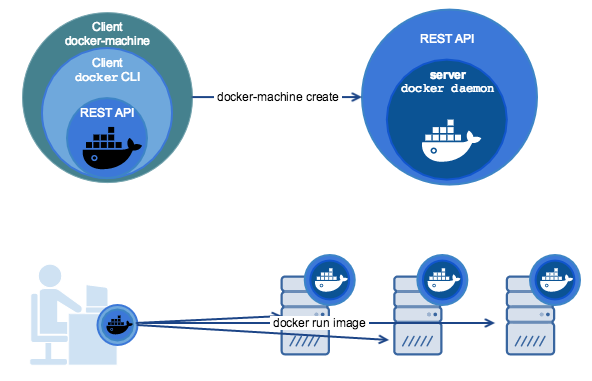 Client
docker-machine
Client
docker CLI
REST API
docker-machine create
REST API
server
docker daemon
docker run image